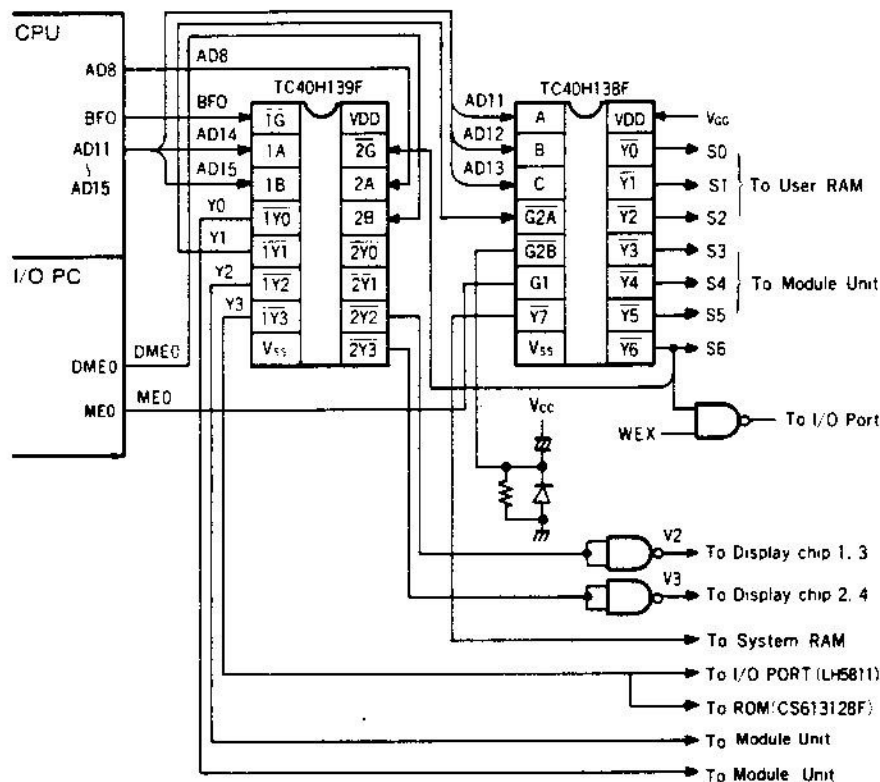 CPU
AD8
BFO
AD11
~
AD15
I/O PC
DME0
ME0
AD8
BFO
AD14
AD15
Y0
Y1
Y2
Y3
DME0
ME0
TC40H139F
1G VDD
1A 2G
1B 2A
1Y0 2B
1Y1 2Y0
1Y2 2Y1
1Y3 2Y2
Vss 2Y3
AD11
AD12
AD13
TC40H138F
A VDD
B Y0
C Y1
G2A Y2
G2B Y3
G1 Y4
Y7 Y5
Vss Y6
VGG
S0
S1 To User RAM
S2
S3
S4 To Module Unit
S5
S6
To I/O Port
WEX
Vcc
V2
To Display chip 1, 3
V3
To Display chip 2, 4
To System RAM
To I/O PORT (LH5811)
To ROM (CS613128F)
To Module Unit
To Module Unit